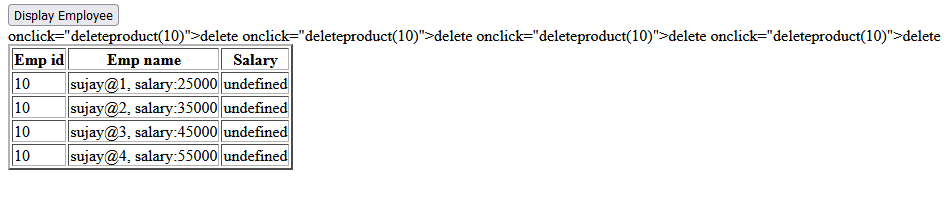 Display Employee
onclick="deleteproduct(10)">delete onclick="deleteproduct(10)">delete onclick="deleteproduct(10)">delete onclick="deleteproduct(10)">delete
Emp id Emp name Salary
10 sujay@1, salary:25000 undefined
10 sujay@2, salary:35000 undefined
10 sujay@3, salary:45000 undefined
10 sujay@4, salary:55000 undefined